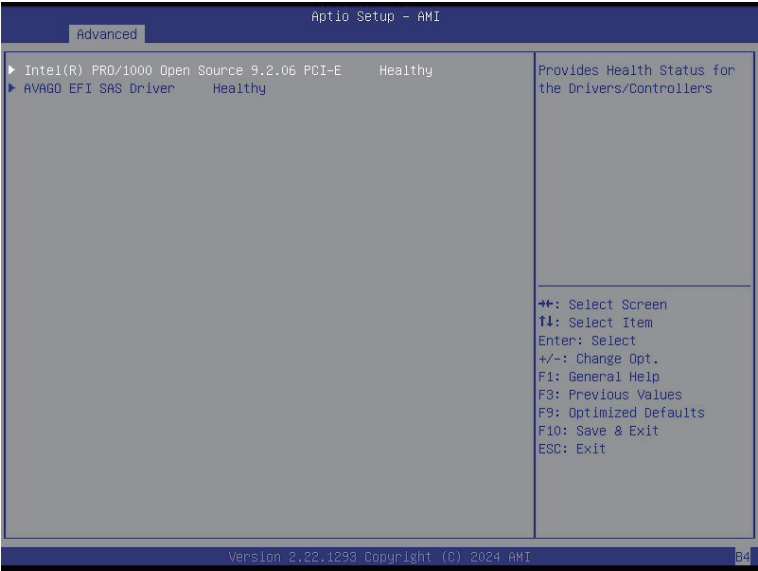 Aptio Setup – AMI
Advanced
Intel(R) PRO/1000 Open Source 9.2.06 PCI-E Healthy
AVAGO EFI SAS Driver Healthy
Provides Health Status for
the Drivers/Controllers
→←: Select Screen
↑↓: Select Item
Enter: Select
+/-: Change Opt.
F1: General Help
F3: Previous Values
F9: Optimized Defaults
F10: Save & Exit
ESC: Exit
Version 2.22.1293 Copyright (C) 2024 AMI
B4